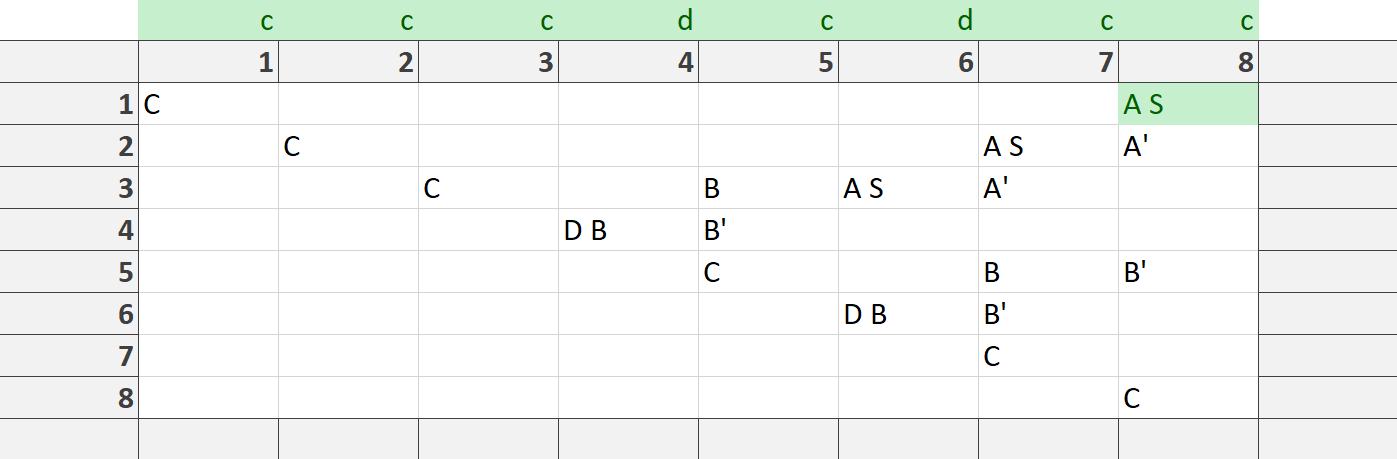 c c c d c d c c
1 2 3 4 5 6 7 8
1 C A S
2 C A S A'
3 C B A S A'
4 D B B'
5 C B B'
6 D B B'
7 C
8 C